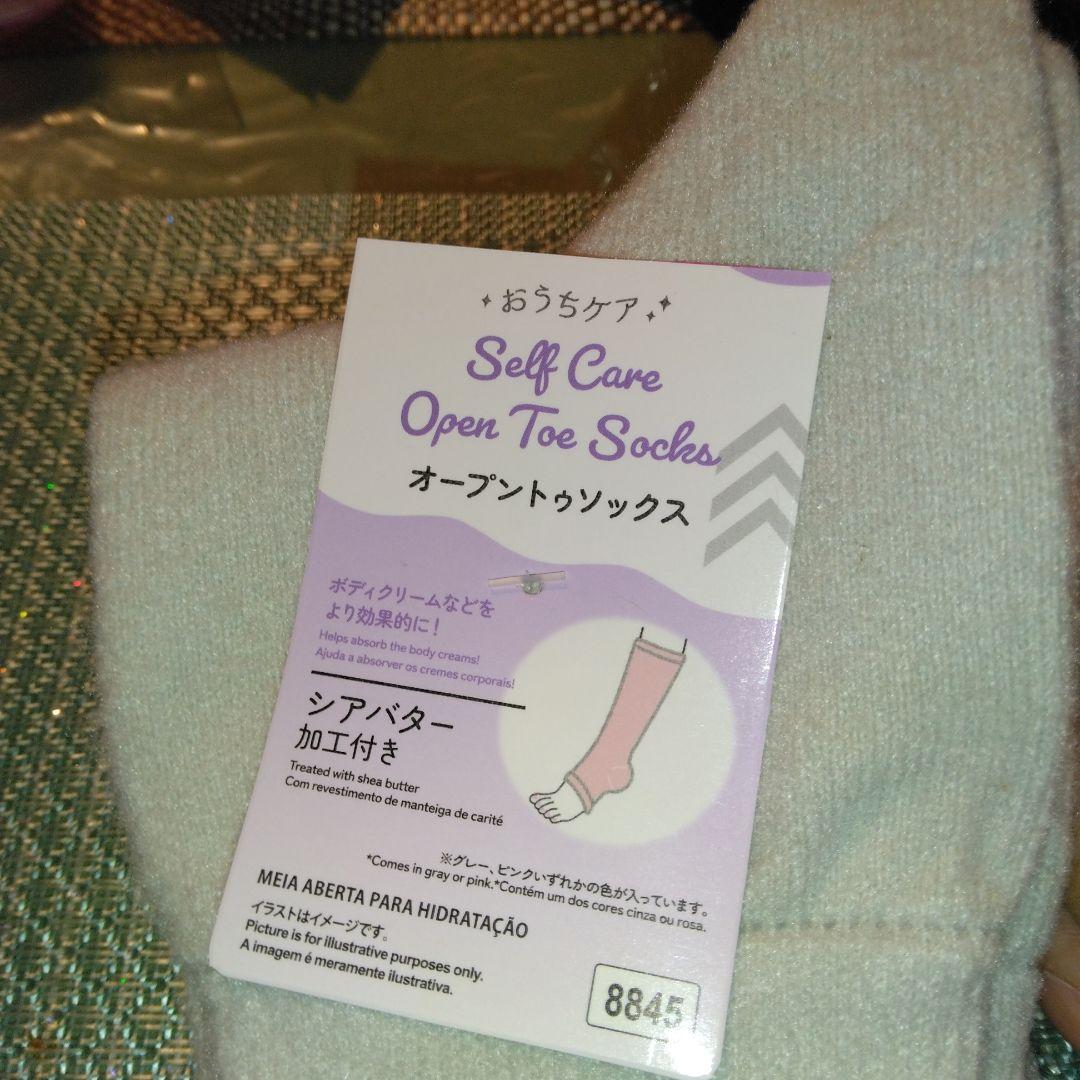 おうちケア
Self Care
Open Toe Socks
オープントゥソックス
ボディクリームなどを
より効果的に!
Helps absorb the body creams!
Ajuda a absorver os cremes corporais!
シアバター
加工付き
Treated with shea butter
Com revestimento de manteiga de carité
※グレー、ピンクいずれかの色が入っています。
*Comes in gray or pink.*Contém um dos cores cinza ou rosa.
MEIA ABERTA PARA HIDRATAÇÃO
イラストはイメージです。
Picture is for illustrative purposes only.
A imagem é meramente ilustrativa.
8845